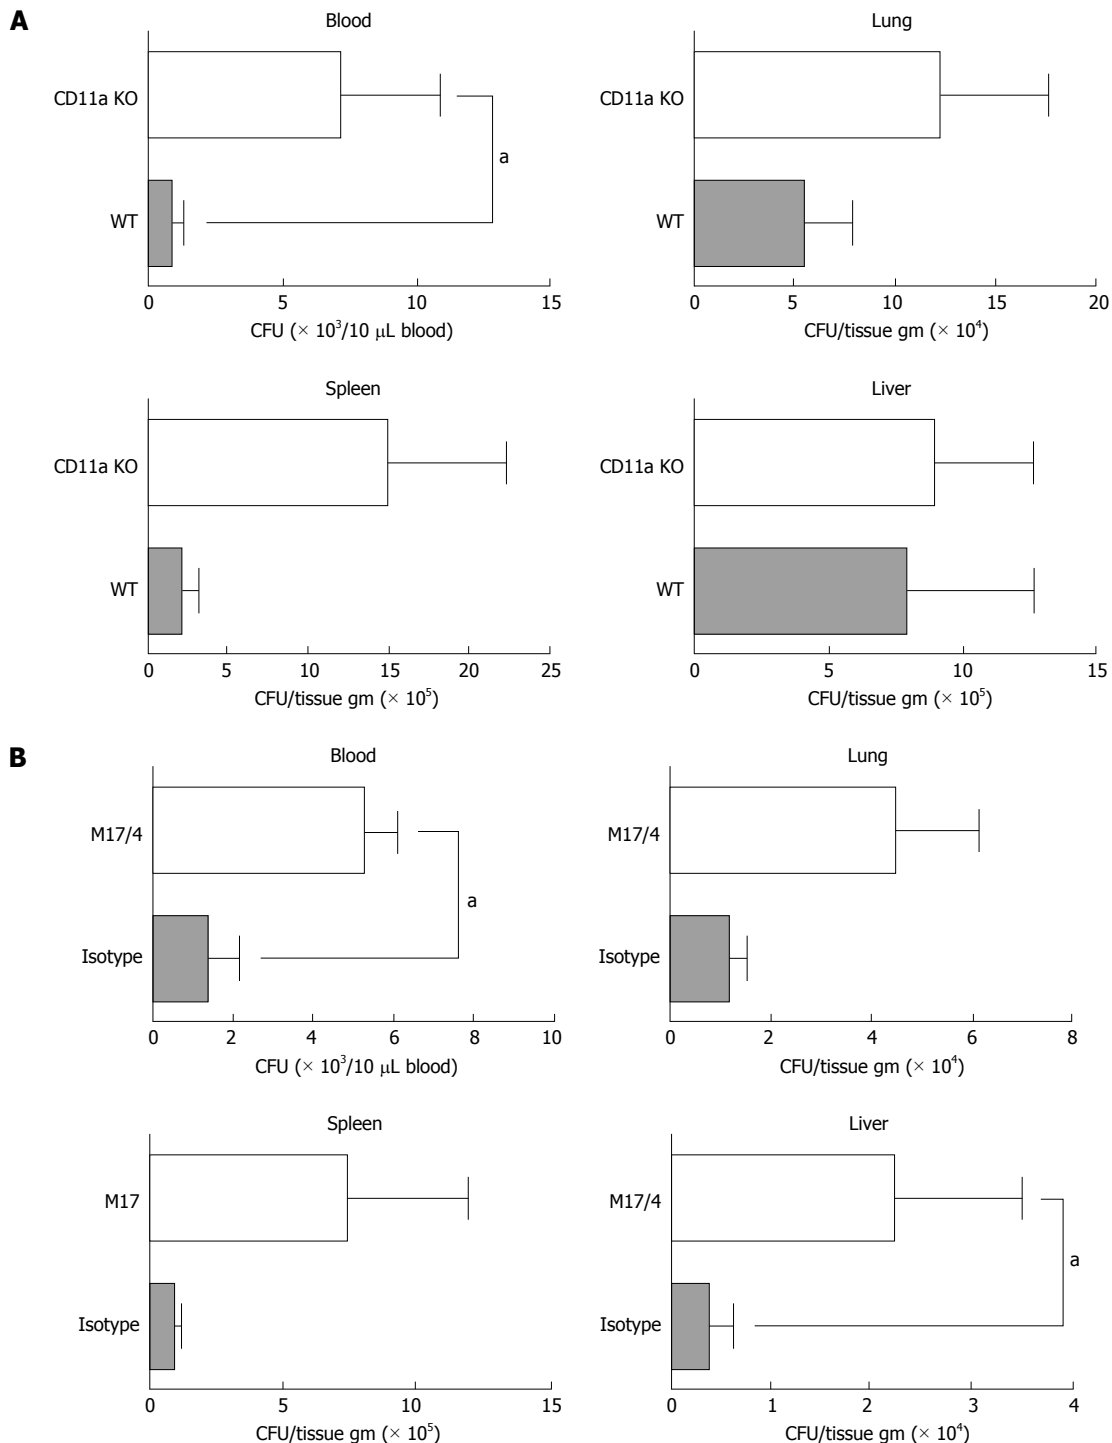 A
Blood
CD11a KO
a
WT
0 5 10 15
CFU (× 10³/10 μL blood)
Lung
0 5 10 15 20
CFU/tissue gm (× 10⁴)
Spleen
CD11a KO
WT
0 5 10 15 20 25
CFU/tissue gm (× 10⁵)
Liver
CD11a KO
WT
0 5 10 15
CFU/tissue gm (× 10⁵)
B
Blood
M17/4
a
Isotype
0 2 4 6 8 10
CFU (× 10³/10 μL blood)
Lung
M17/4
Isotype
0 2 4 6 8
CFU/tissue gm (× 10⁴)
Spleen
M17
Isotype
0 5 10 15
CFU/tissue gm (× 10⁵)
Liver
M17/4
a
Isotype
0 1 2 3 4
CFU/tissue gm (× 10⁴)